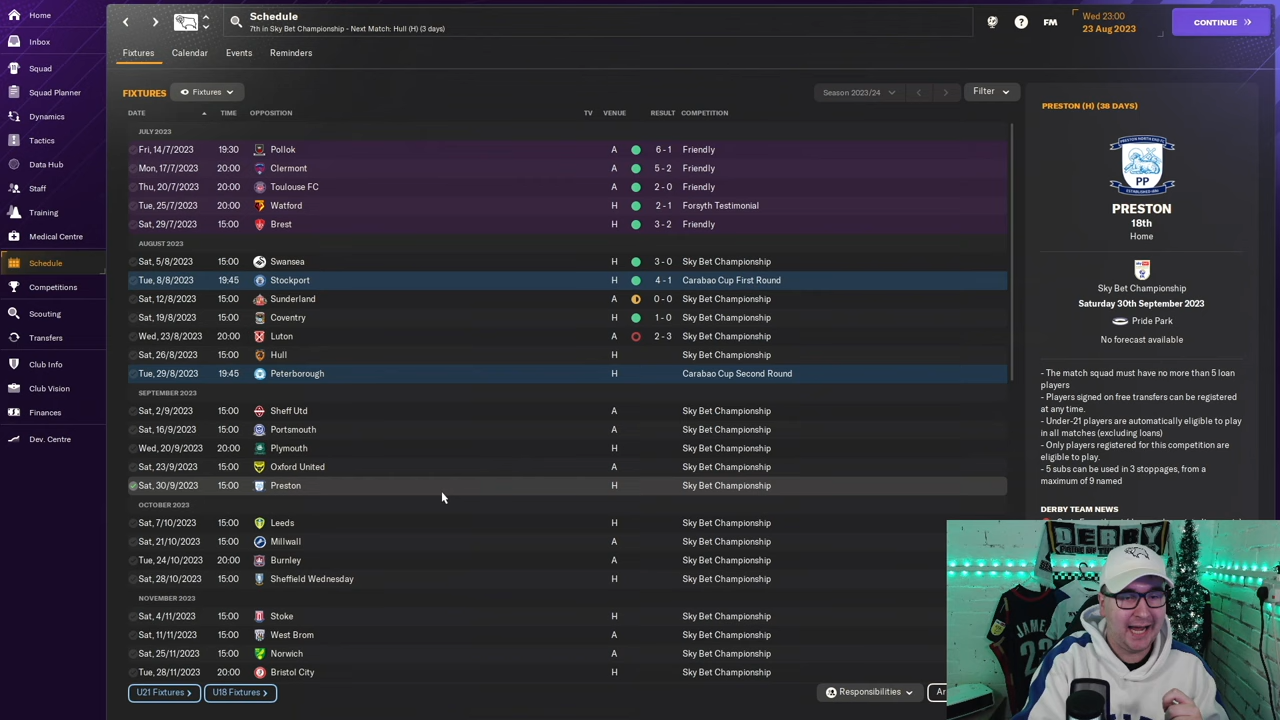 Home
Inbox
Squad
Squad Planner
Dynamics
Tactics
Data Hub
Staff
Training
Medical Centre
Schedule
Competitions
Scouting
Transfers
Club Info
Club Vision
Finances
Dev. Centre
Schedule
7th in Sky Bet Championship - Next Match: Hull (H) (3 days)
FM
Wed 23:00
23 Aug 2023
CONTINUE
Fixtures Calendar Events Reminders
FIXTURES Fixtures Season 2023/24 Filter
DATE TIME OPPOSITION TV VENUE RESULT COMPETITION
JULY 2023
Fri, 14/7/2023 19:30 Pollok A 6 - 1 Friendly
Mon, 17/7/2023 20:00 Clermont A 5 - 2 Friendly
Thu, 20/7/2023 20:00 Toulouse FC A 2 - 0 Friendly
Tue, 25/7/2023 20:00 Watford H 2 - 1 Forsyth Testimonial
Sat, 29/7/2023 15:00 Brest H 3 - 2 Friendly
AUGUST 2023
Sat, 5/8/2023 15:00 Swansea H 3 - 0 Sky Bet Championship
Tue, 8/8/2023 19:45 Stockport H 4 - 1 Carabao Cup First Round
Sat, 12/8/2023 15:00 Sunderland A 0 - 0 Sky Bet Championship
Sat, 19/8/2023 15:00 Coventry H 1 - 0 Sky Bet Championship
Wed, 23/8/2023 20:00 Luton A 2 - 3 Sky Bet Championship
Sat, 26/8/2023 15:00 Hull H Sky Bet Championship
Tue, 29/8/2023 19:45 Peterborough H Carabao Cup Second Round
SEPTEMBER 2023
Sat, 2/9/2023 15:00 Sheff Utd A Sky Bet Championship
Sat, 16/9/2023 15:00 Portsmouth A Sky Bet Championship
Wed, 20/9/2023 20:00 Plymouth H Sky Bet Championship
Sat, 23/9/2023 15:00 Oxford United A Sky Bet Championship
Sat, 30/9/2023 15:00 Preston H Sky Bet Championship
OCTOBER 2023
Sat, 7/10/2023 15:00 Leeds H Sky Bet Championship
Sat, 21/10/2023 15:00 Millwall A Sky Bet Championship
Tue, 24/10/2023 20:00 Burnley A Sky Bet Championship
Sat, 28/10/2023 15:00 Sheffield Wednesday H Sky Bet Championship
NOVEMBER 2023
Sat, 4/11/2023 15:00 Stoke H Sky Bet Championship
Sat, 11/11/2023 15:00 West Brom A Sky Bet Championship
Sat, 25/11/2023 15:00 Norwich A Sky Bet Championship
Tue, 28/11/2023 20:00 Bristol City H Sky Bet Championship
U21 Fixtures U18 Fixtures Responsibilities
PRESTON (H) (38 DAYS)
PP
PRESTON
18th
Home
Sky Bet Championship
Saturday 30th September 2023
Pride Park
No forecast available
- The match squad must have no more than 5 loan
players
- Players signed on free transfers can be registered
at any time.
- Under-21 players are automatically eligible to play
in all matches (excluding loans)
- Only players registered for this competition are
eligible to play.
- 5 subs can be used in 3 stoppages, from a
maximum of 9 named
DERBY TEAM NEWS
DERBY